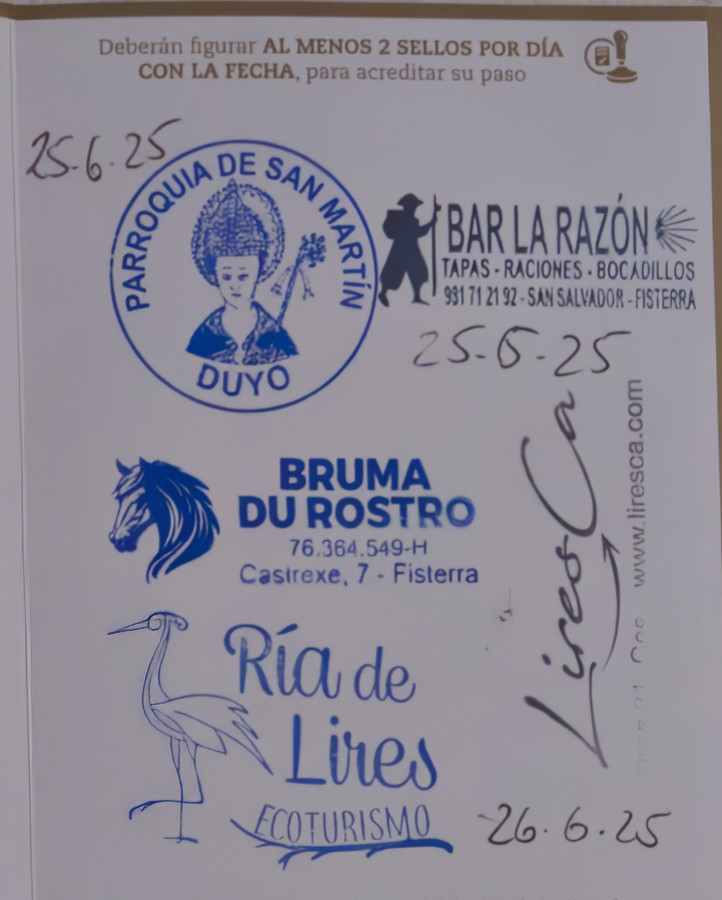 Deberán figurar AL MENOS 2 SELLOS POR DÍA
CON LA FECHA, para acreditar su paso
25.6.25
PARROQUIA DE SAN MARTÍN
DUYO
BAR LA RAZÓN
TAPAS - RACIONES - BOCADILLOS
981 71 21 92 - SAN SALVADOR - FISTERRA
25-6-25
BRUMA
DU ROSTRO
76.364.549-H
Castrexe, 7 - Fisterra
LiresCa
www.liresca.com
Ría de
Lires
ECOTURISMO
26.6.25